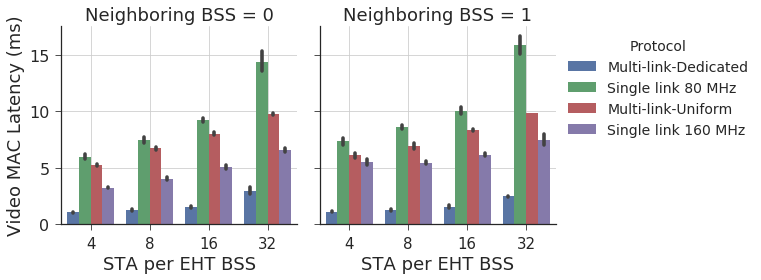 Neighboring BSS = 0
Neighboring BSS = 1
Video MAC Latency (ms)
15
10
5
0
4 8 16 32
4 8 16 32
STA per EHT BSS
STA per EHT BSS
Protocol
Multi-link-Dedicated
Single link 80 MHz
Multi-link-Uniform
Single link 160 MHz